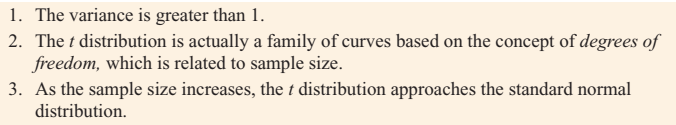 1. The variance is greater than 1.
2. The t distribution is actually a family of curves based on the concept of degrees of
freedom, which is related to sample size.
3. As the sample size increases, the t distribution approaches the standard normal
distribution.